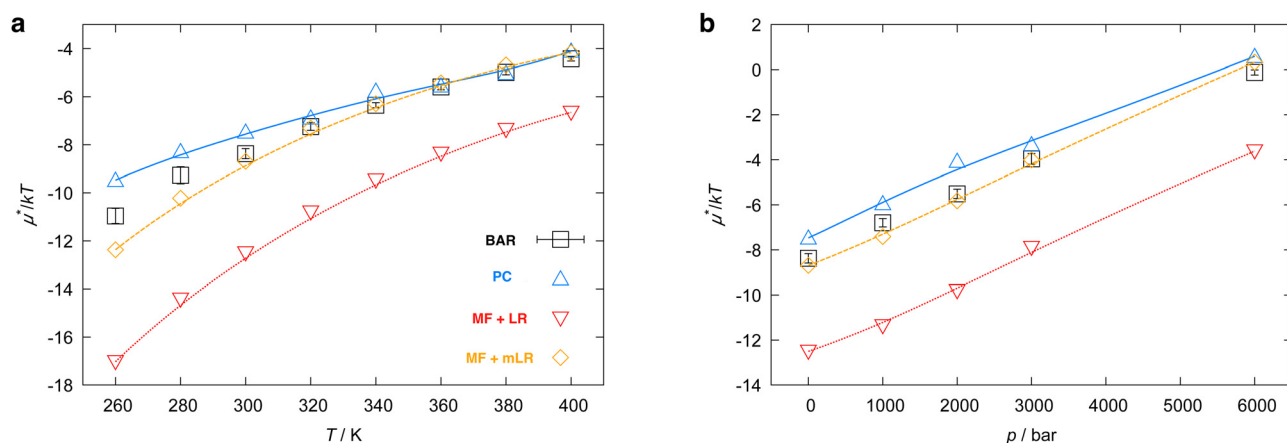 a
μ*/kT
-4
-6
-8
-10
-12
-14
-16
-18
260 280 300 320 340 360 380 400
T / K
BAR
PC
MF + LR
MF + mLR
b
μ*/kT
2
0
-2
-4
-6
-8
-10
-12
-14
0 1000 2000 3000 4000 5000 6000
p / bar